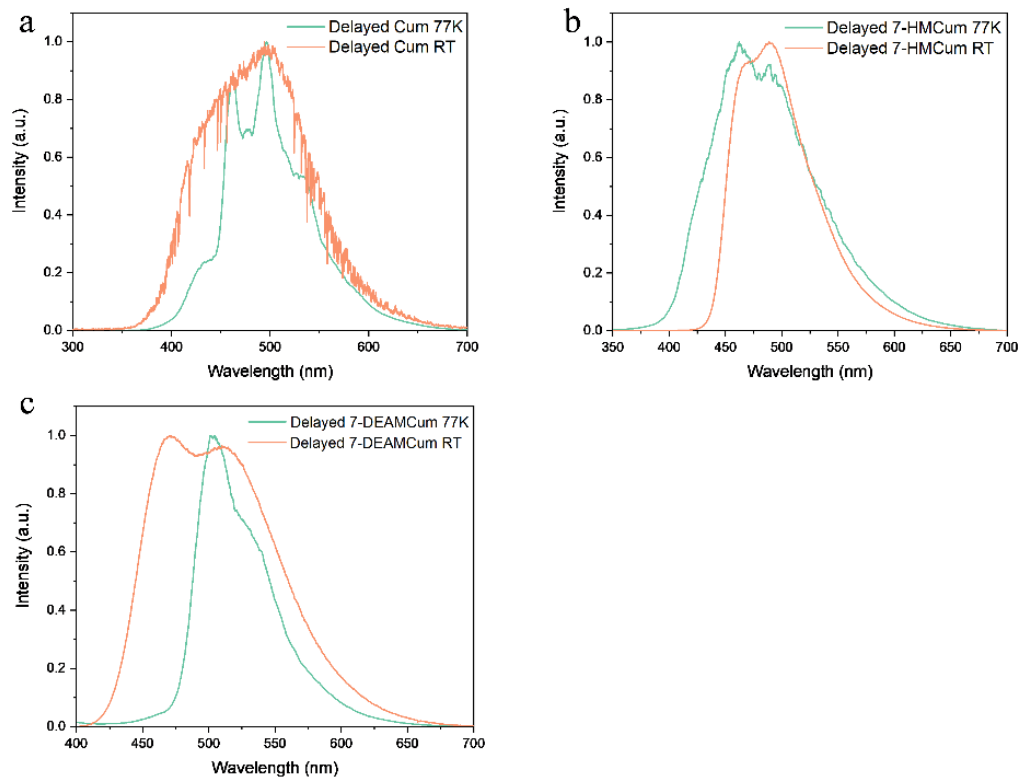 a
Delayed Cum 77K
Delayed Cum RT
Intensity (a.u.)
1.0
0.8
0.6
0.4
0.2
0.0
300 400 500 600 700
Wavelength (nm)
b
Delayed 7-HMCum 77K
Delayed 7-HMCum RT
Intensity (a.u.)
1.0
0.8
0.6
0.4
0.2
0.0
350 400 450 500 550 600 650 700
Wavelength (nm)
c
Delayed 7-DEAMCum 77K
Delayed 7-DEAMCum RT
Intensity (a.u.)
1.0
0.8
0.6
0.4
0.2
0.0
400 450 500 550 600 650 700
Wavelength (nm)